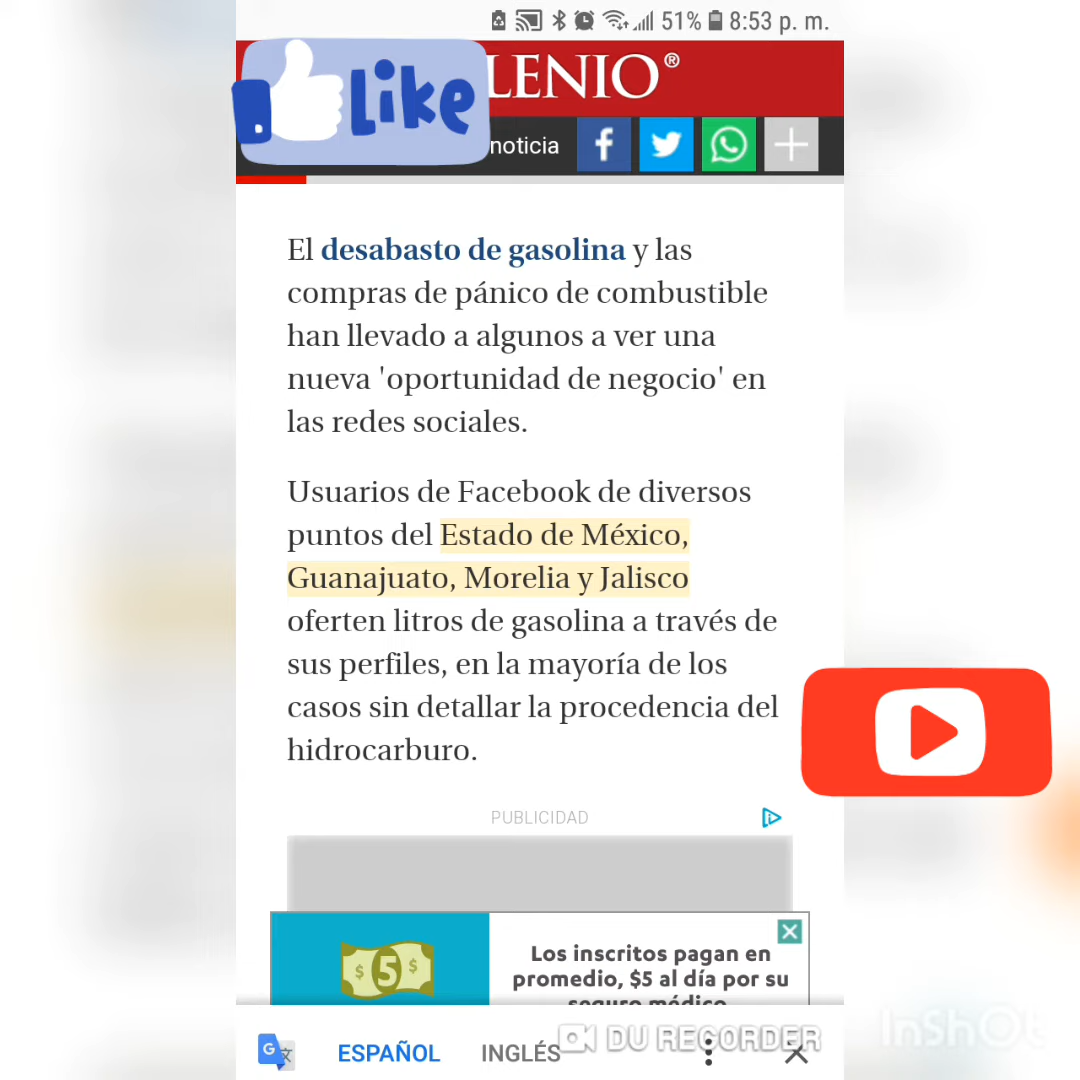 51% 8:53 p. m.
Like
LENIO®
noticia
El desabasto de gasolina y las
compras de pánico de combustible
han llevado a algunos a ver una
nueva 'oportunidad de negocio' en
las redes sociales.
Usuarios de Facebook de diversos
puntos del Estado de México,
Guanajuato, Morelia y Jalisco
oferten litros de gasolina a través de
sus perfiles, en la mayoría de los
casos sin detallar la procedencia del
hidrocarburo.
PUBLICIDAD
$ 5 $
Los inscritos pagan en
promedio, $5 al día por su
seguro médico
ESPAÑOL INGLÉS
DU RECORDER
InShOt